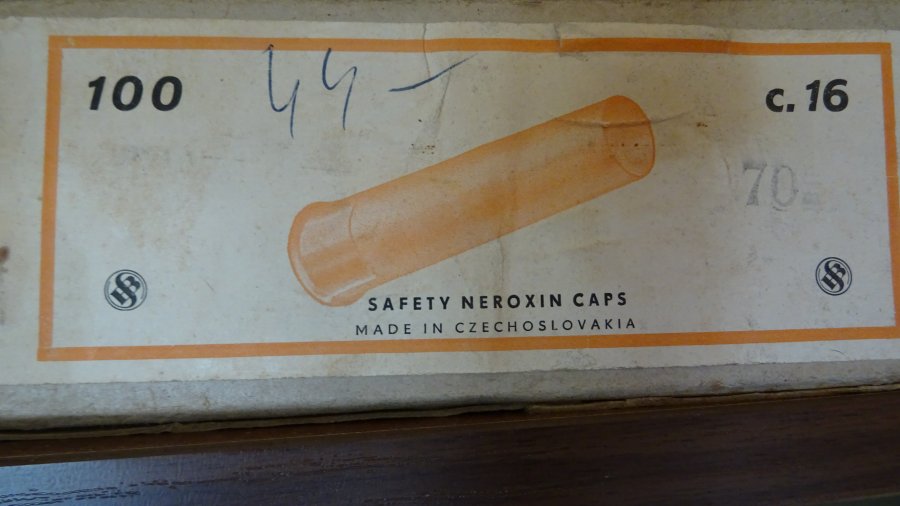 100
44-
c. 16
70
SAFETY NEROXIN CAPS
MADE IN CZECHOSLOVAKIA